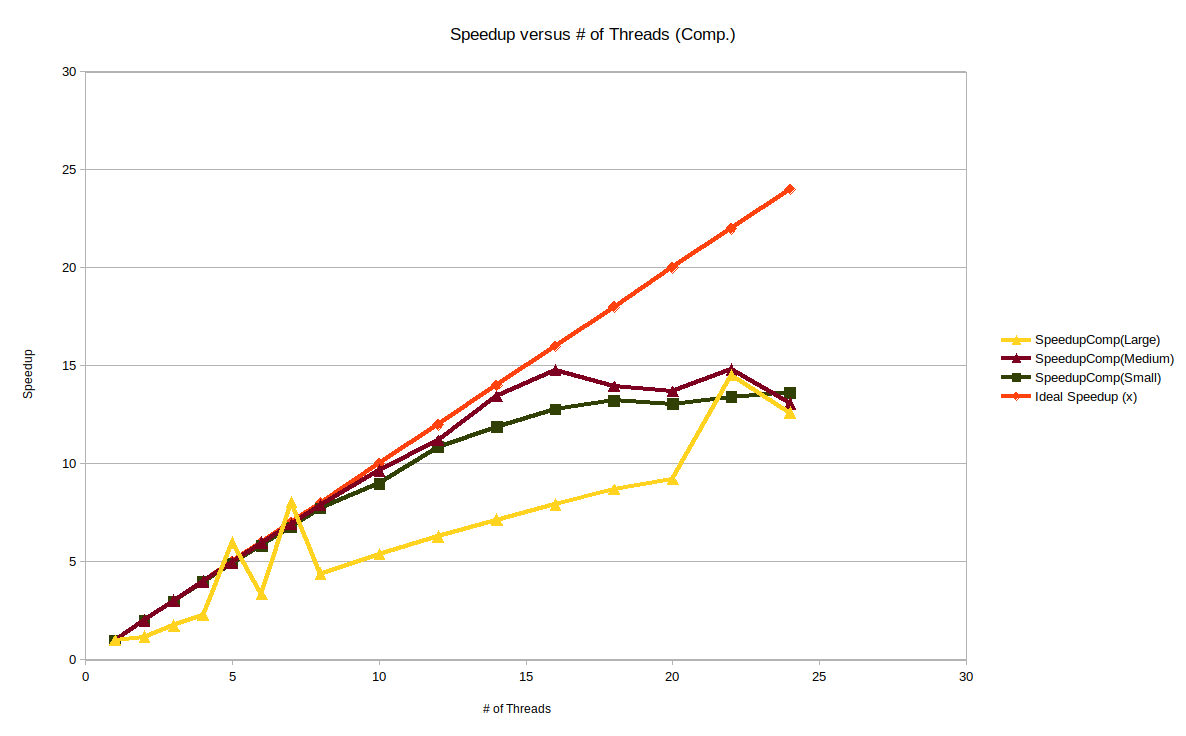 Speedup versus # of Threads (Comp.)
30
25
20
15
10
5
0
Speedup
0 5 10 15 20 25 30
# of Threads
SpeedupComp(Large)
SpeedupComp(Medium)
SpeedupComp(Small)
Ideal Speedup (x)